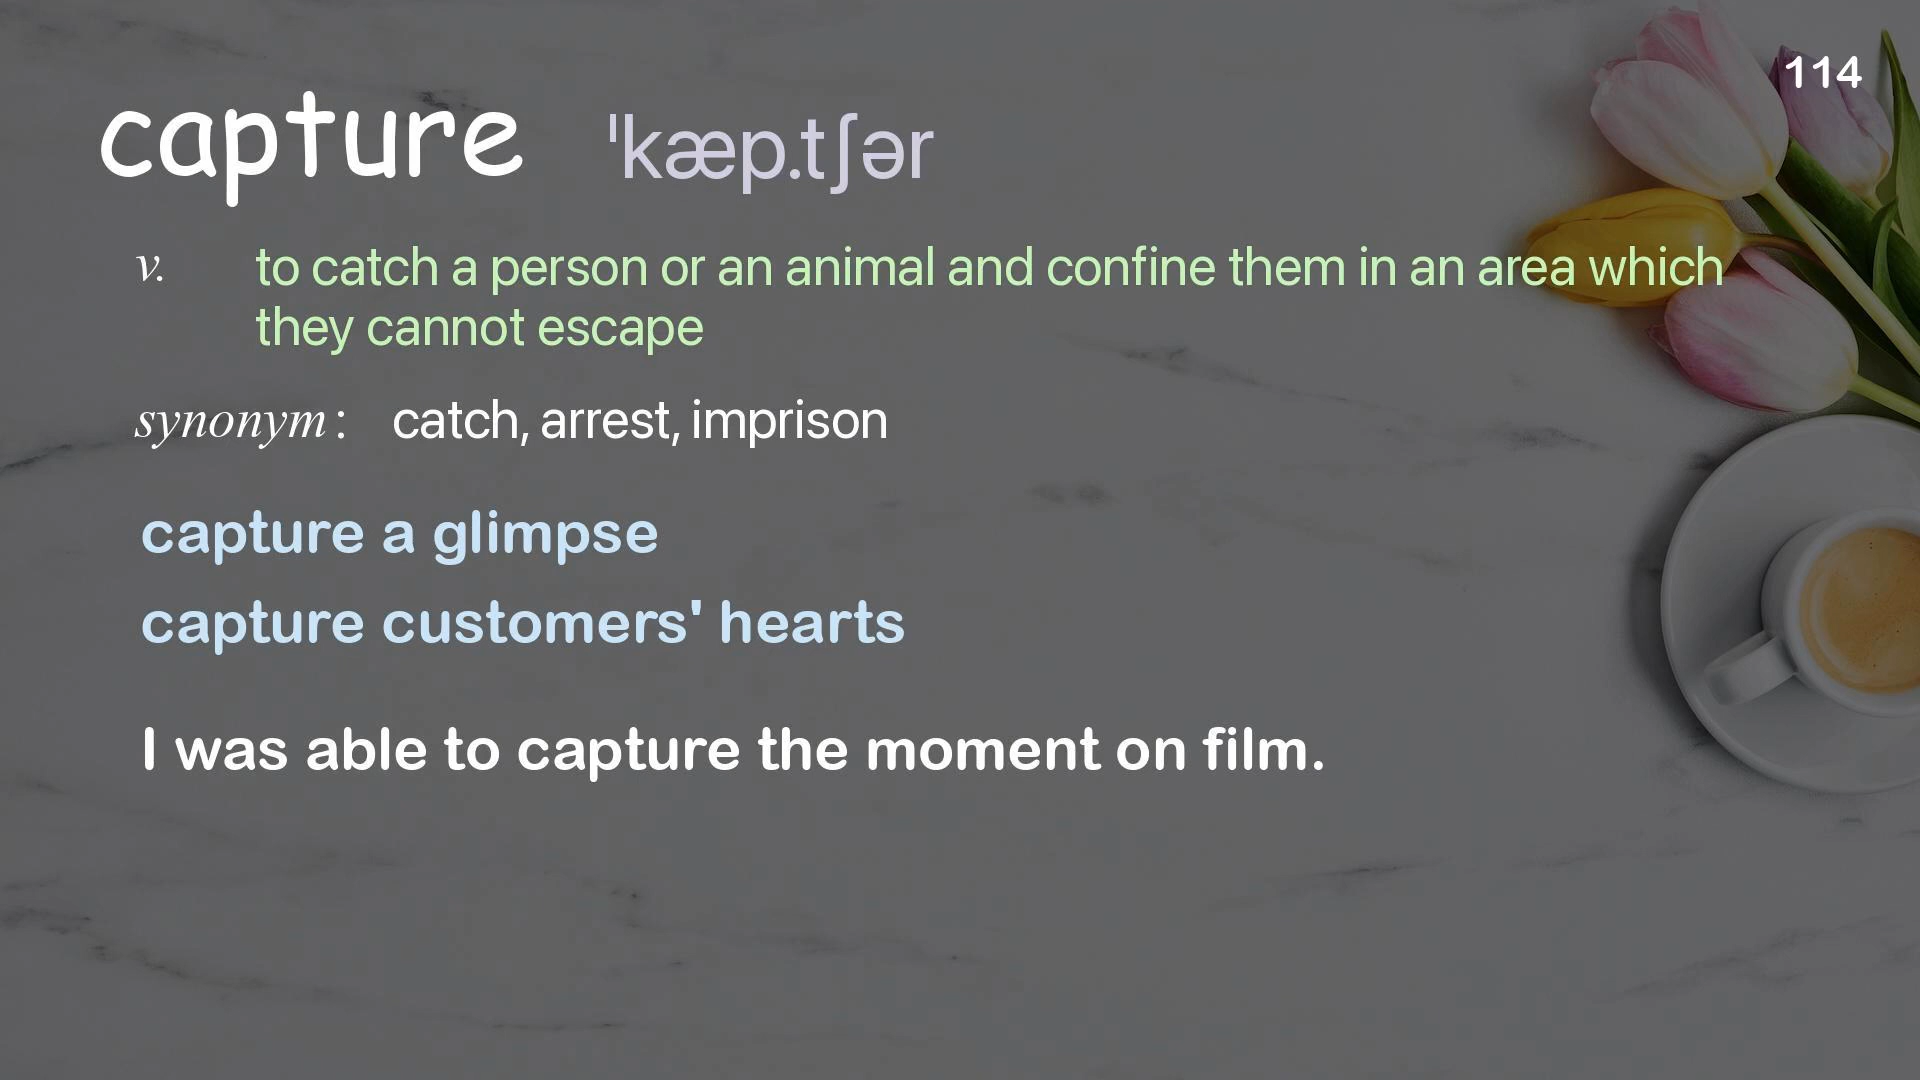 114
capture ˈkæp.tʃər
v. to catch a person or an animal and confine them in an area which
they cannot escape
synonym: catch, arrest, imprison
capture a glimpse
capture customers' hearts
I was able to capture the moment on film.